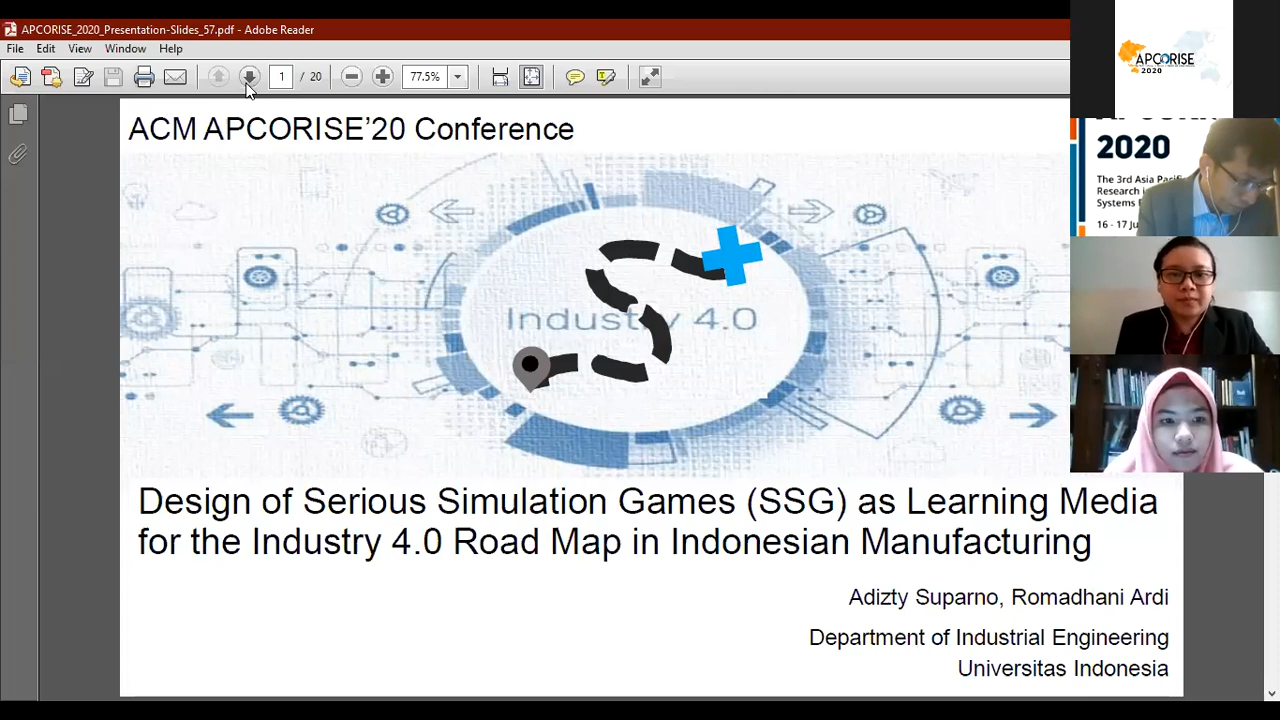 APCORISE_2020_Presentation-Slides_57.pdf - Adobe Reader
File Edit View Window Help
1 / 20 77.5%
ACM APCORISE’20 Conference
Industry 4.0
Design of Serious Simulation Games (SSG) as Learning Media
for the Industry 4.0 Road Map in Indonesian Manufacturing
Adizty Suparno, Romadhani Ardi
Department of Industrial Engineering
Universitas Indonesia
APCORISE
2020
2020
The 3rd Asia Pacif
Research i
Systems E
16 - 17 Ju